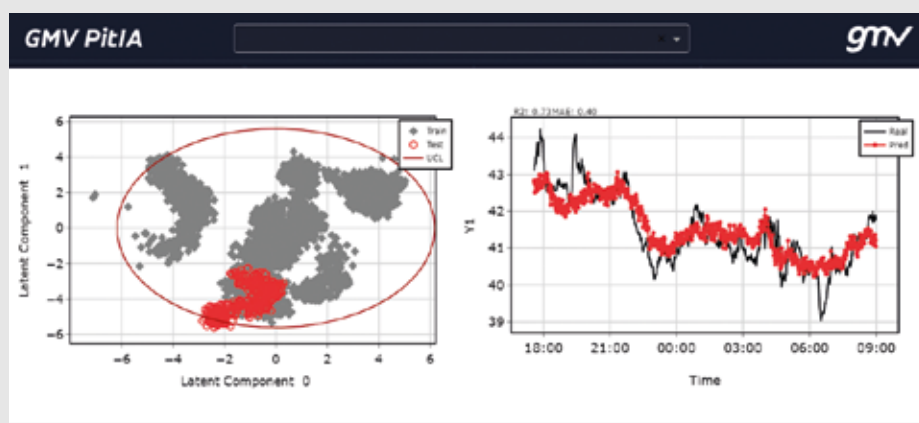 GMV PitIA
gmv
R2: 0.73MAE: 0.40
6
4
2
0
−2
−4
−6
−6 −4 −2 0 2 4 6
Latent Component 1
Latent Component 0
Train
Test
UCL
44
43
42
41
40
39
Y1
18:00 21:00 00:00 03:00 06:00 09:00
Time
Real
Pred